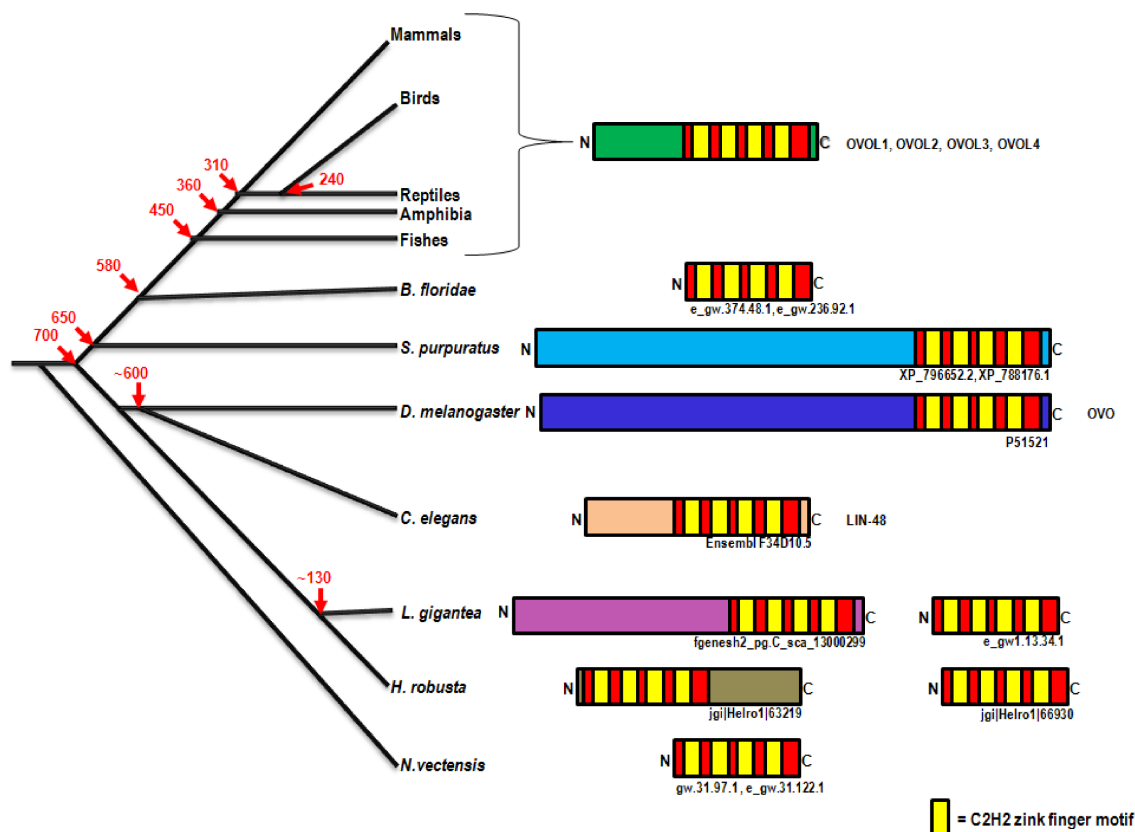 Mammals
Birds
N
C
OVOL1, OVOL2, OVOL3, OVOL4
310
240
360
Reptiles
Amphibia
450
Fishes
580
B. floridae
e_gw.374.48.1, e_gw.236.92.1
C
650
700
S. purpuratus
N
C
XP_796652.2, XP_788176.1
~600
D. melanogaster
N
C
OVO
P51521
C. elegans
N
C
LIN-48
Ensembl F34D10.5
~130
L. gigantea
N
C
fgenesh2_pg.C_sca_13000299
N
C
e_gw1.13.34.1
H. robusta
N
C
jgi|Helro1|63219
N
C
jgi|Helro1|66930
N.vectensis
N
C
gw.31.97.1, e_gw.31.122.1
= C2H2 zink finger motif
N